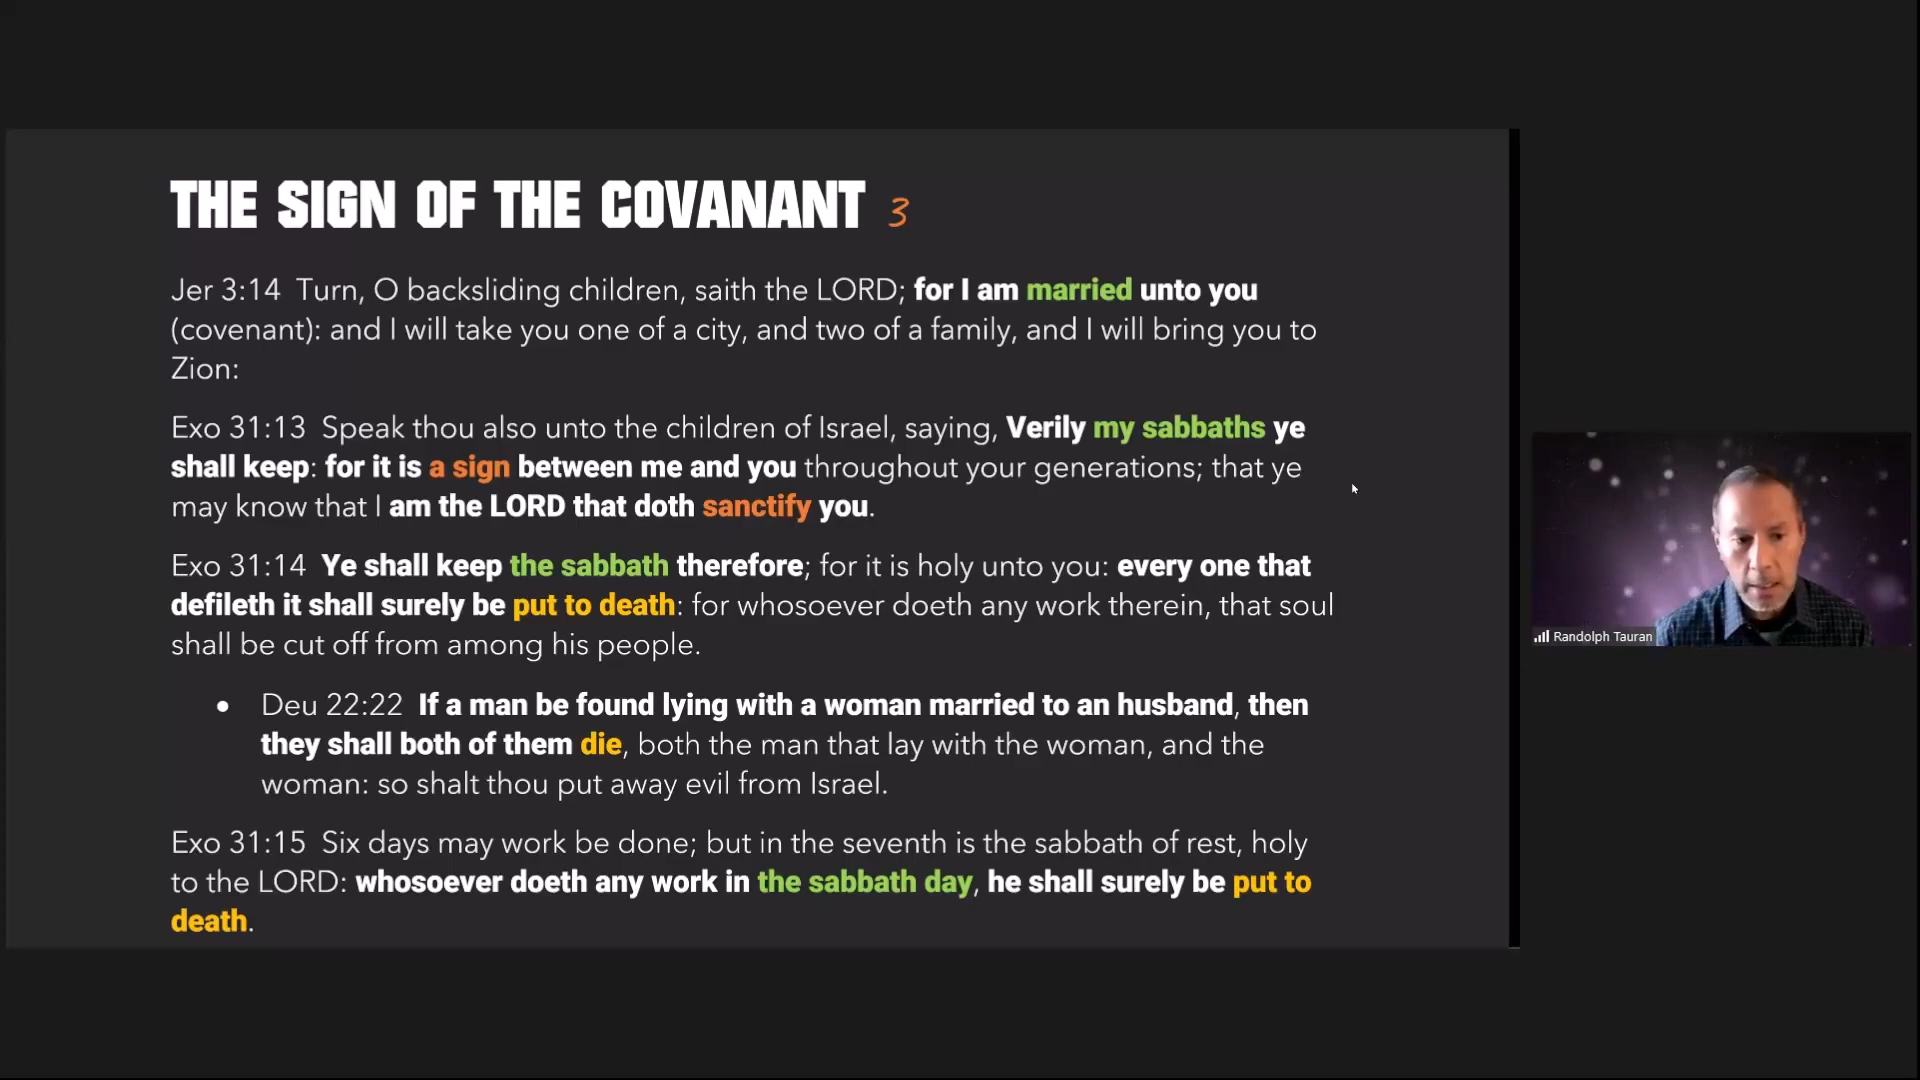 THE SIGN OF THE COVANANT 3
Jer 3:14 Turn, O backsliding children, saith the LORD; for I am married unto you
(covenant): and I will take you one of a city, and two of a family, and I will bring you to
Zion:
Exo 31:13 Speak thou also unto the children of Israel, saying, Verily my sabbaths ye
shall keep: for it is a sign between me and you throughout your generations; that ye
may know that I am the LORD that doth sanctify you.
Exo 31:14 Ye shall keep the sabbath therefore; for it is holy unto you: every one that
defileth it shall surely be put to death: for whosoever doeth any work therein, that soul
shall be cut off from among his people.
• Deu 22:22 If a man be found lying with a woman married to an husband, then
they shall both of them die, both the man that lay with the woman, and the
woman: so shalt thou put away evil from Israel.
Exo 31:15 Six days may work be done; but in the seventh is the sabbath of rest, holy
to the LORD: whosoever doeth any work in the sabbath day, he shall surely be put to
death.
Randolph Tauran